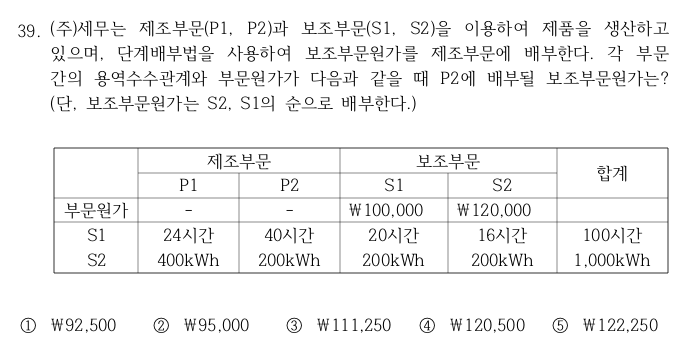 39. (주)세무는 제조부문(P1, P2)과 보조부문(S1, S2)을 이용하여 제품을 생산하고
있으며, 단계배부법을 사용하여 보조부문원가를 제조부문에 배부한다. 각 부문
간의 용역수수관계와 부문원가가 다음과 같을 때 P2에 배부될 보조부문원가는?
(단, 보조부문원가는 S2, S1의 순으로 배부한다.)
제조부문 보조부문 합계
P1 P2 S1 S2
부문원가 - - ₩100,000 ₩120,000
S1 24시간 40시간 20시간 16시간 100시간
S2 400kWh 200kWh 200kWh 200kWh 1,000kWh
① ₩92,500 ② ₩95,000 ③ ₩111,250 ④ ₩120,500 ⑤ ₩122,250